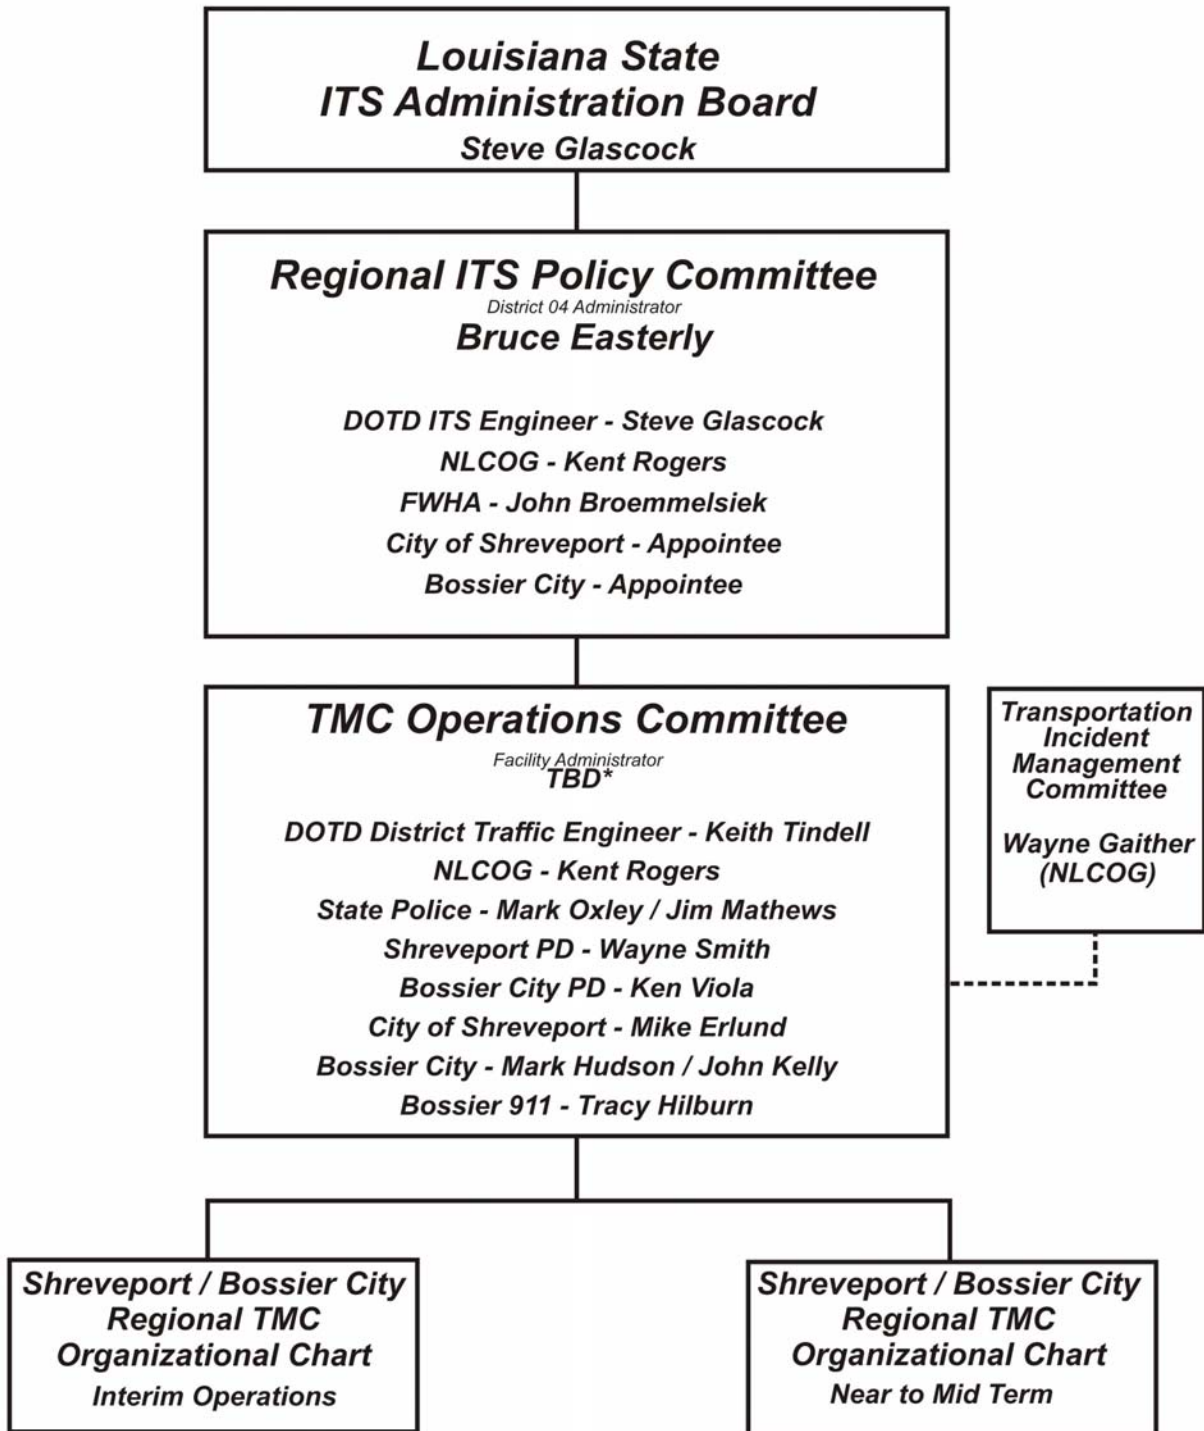 Louisiana State
ITS Administration Board
Steve Glascock
Regional ITS Policy Committee
District 04 Administrator
Bruce Easterly
DOTD ITS Engineer - Steve Glascock
NLCOG - Kent Rogers
FWHA - John Broemmelsiek
City of Shreveport - Appointee
Bossier City - Appointee
TMC Operations Committee
Facility Administrator
TBD*
DOTD District Traffic Engineer - Keith Tindell
NLCOG - Kent Rogers
State Police - Mark Oxley / Jim Mathews
Shreveport PD - Wayne Smith
Bossier City PD - Ken Viola
City of Shreveport - Mike Erlund
Bossier City - Mark Hudson / John Kelly
Bossier 911 - Tracy Hilburn
Transportation
Incident
Management
Committee
Wayne Gaither
(NLCOG)
Shreveport / Bossier City
Regional TMC
Organizational Chart
Interim Operations
Shreveport / Bossier City
Regional TMC
Organizational Chart
Near to Mid Term